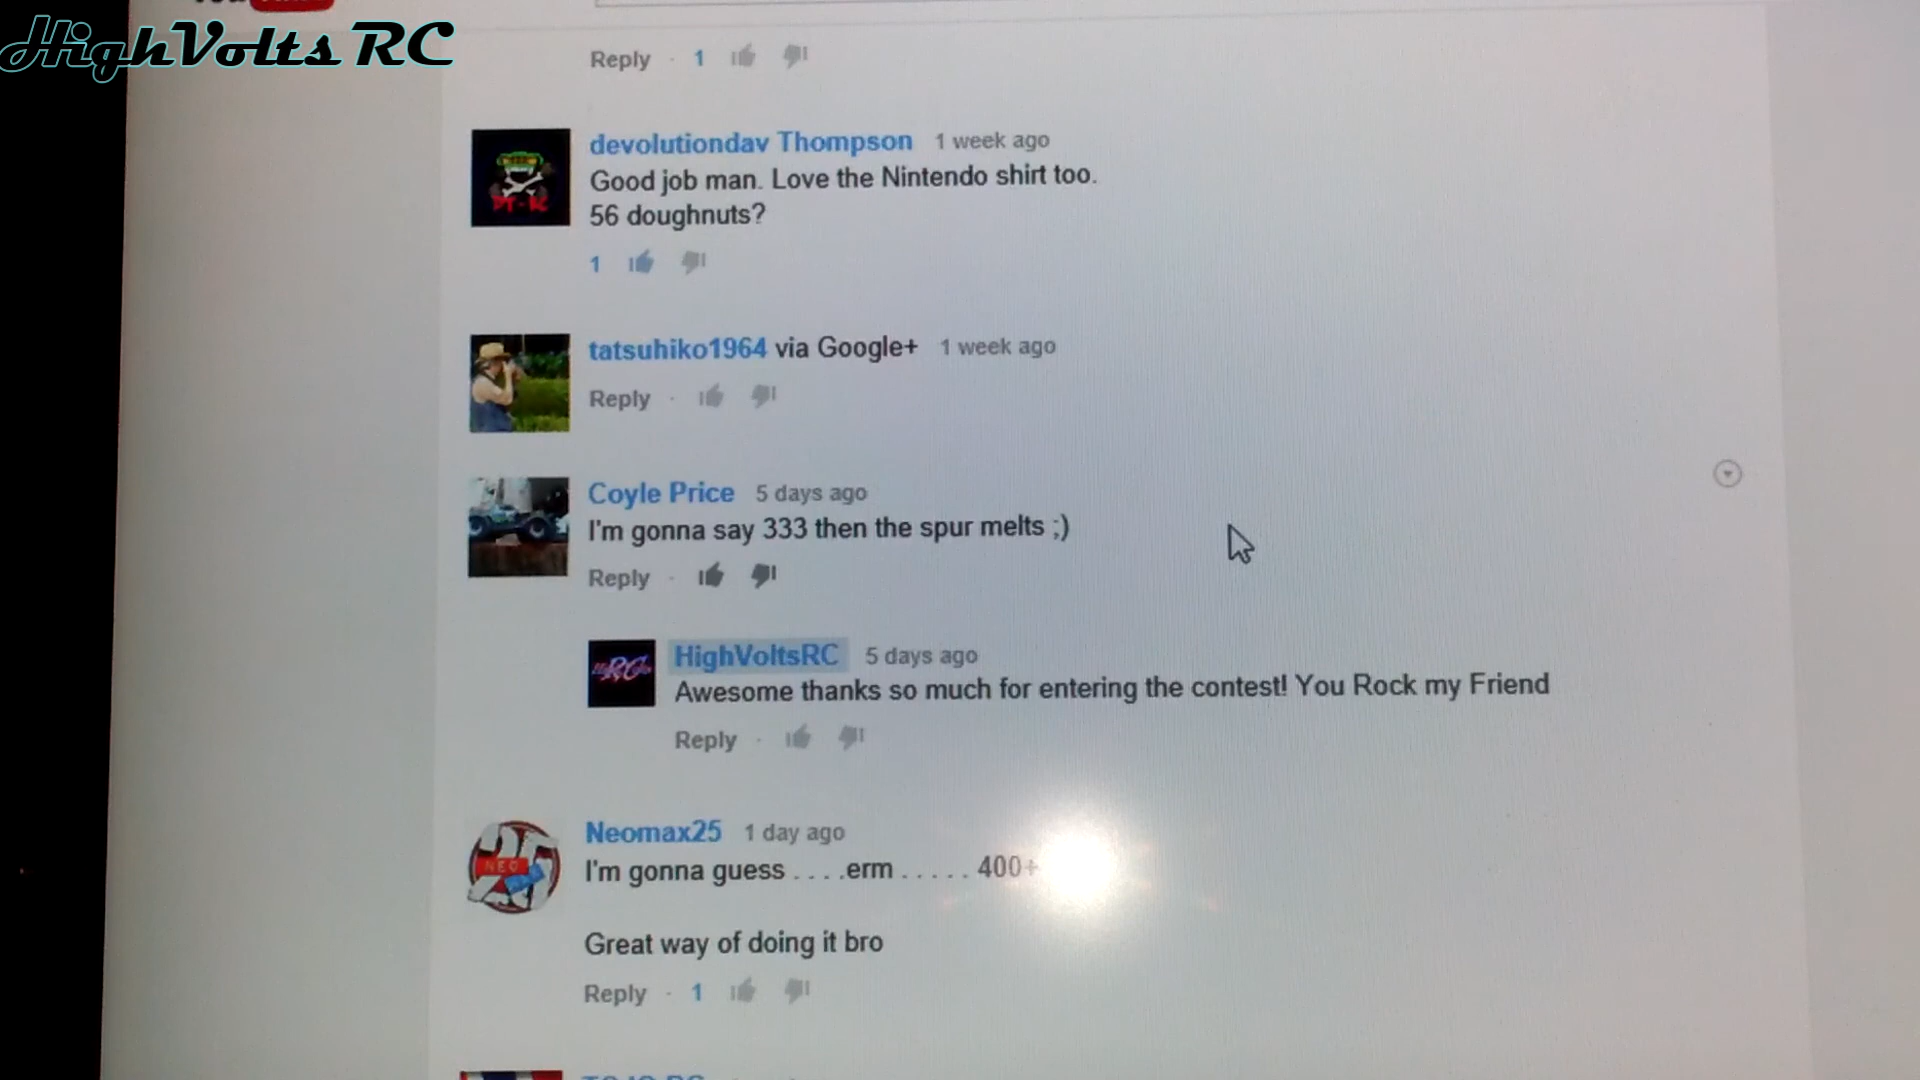 HighVolts RC
Reply · 1
devolutiondav Thompson 1 week ago
Good job man. Love the Nintendo shirt too.
56 doughnuts?
1
tatsuhiko1964 via Google+ 1 week ago
Reply ·
Coyle Price 5 days ago
I'm gonna say 333 then the spur melts ;)
Reply ·
HighVoltsRC 5 days ago
Awesome thanks so much for entering the contest! You Rock my Friend
Reply ·
Neomax25 1 day ago
I'm gonna guess . . . .erm . . . . . 400+
Great way of doing it bro
Reply · 1